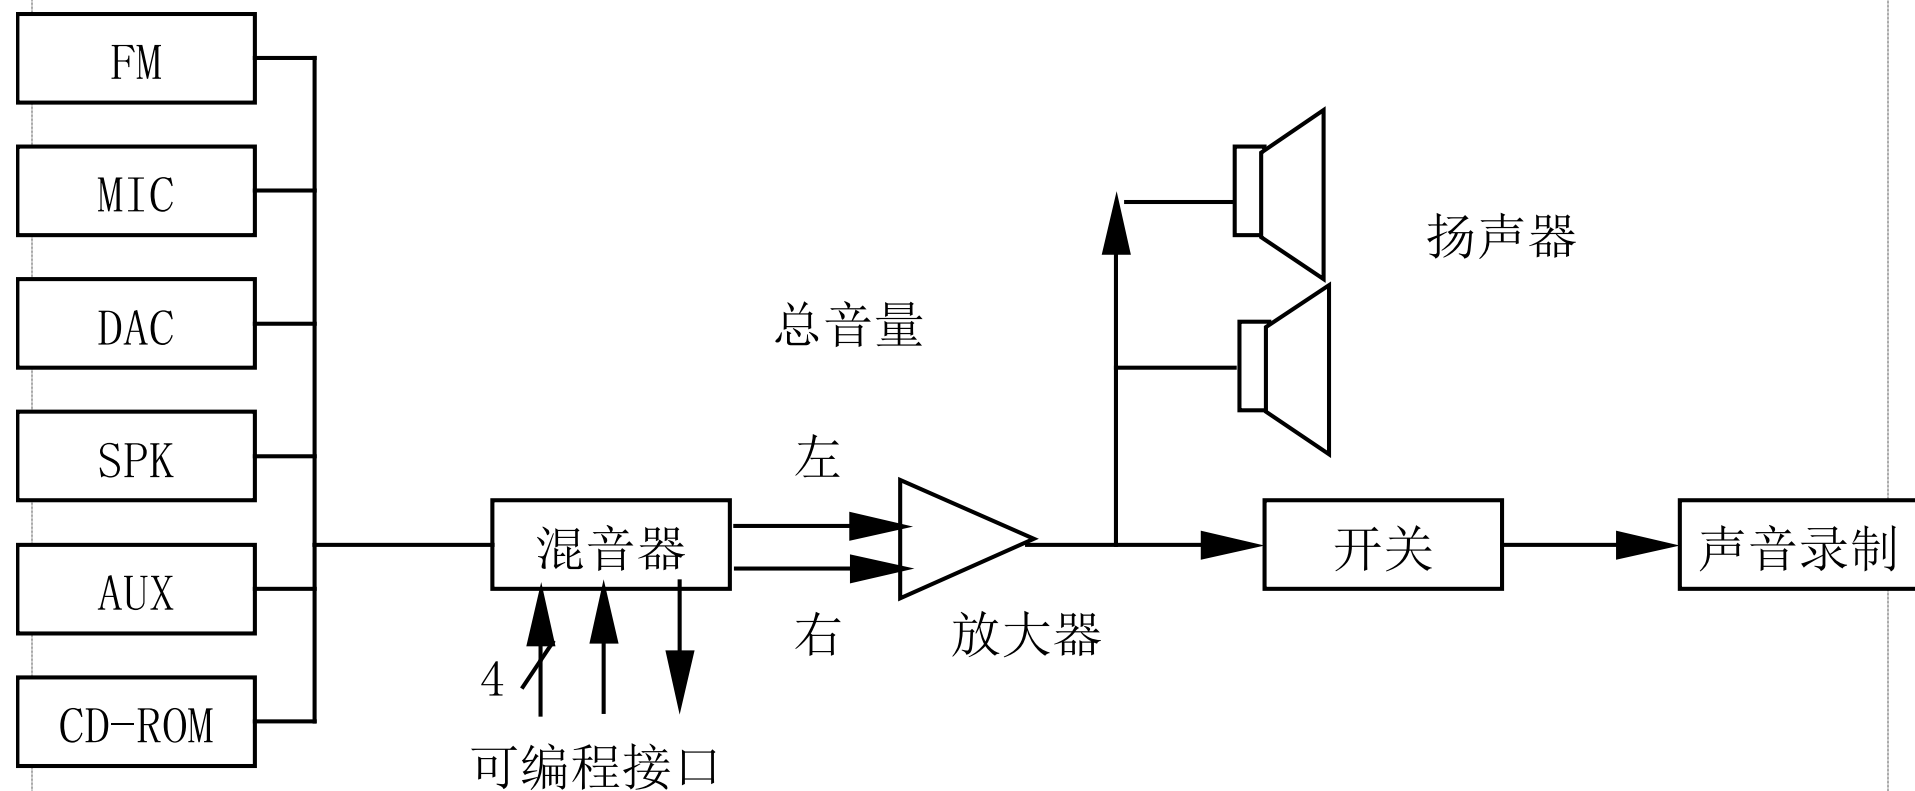 FM
MIC
DAC
SPK
AUX
CD-ROM
混音器
4
可编程接口
总音量
左
右
放大器
扬声器
开关
声音录制